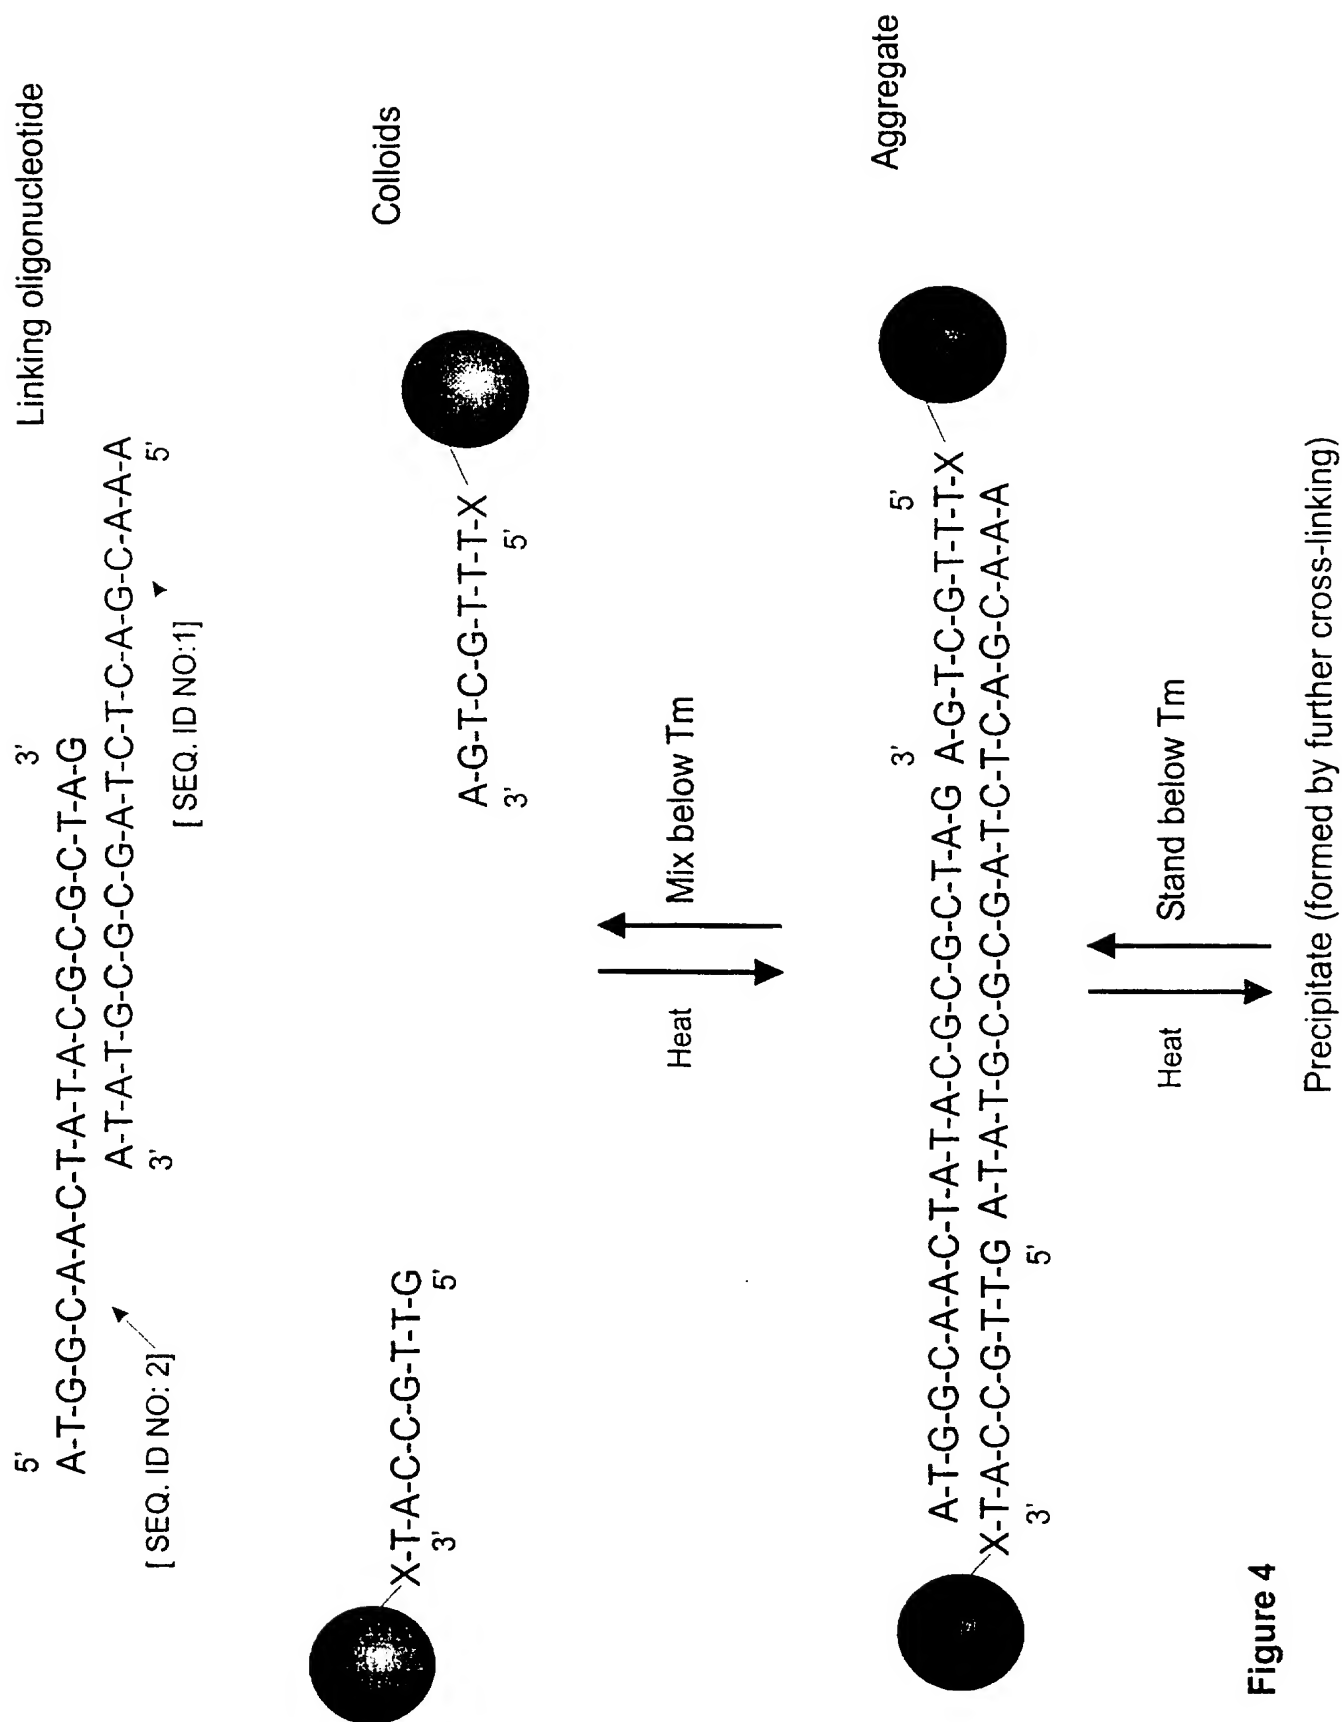 Linking oligonucleotide
5' 3'
A-T-G-G-C-A-A-C-T-A-T-A-C-G-C-G-C-T-A-G
A-T-A-T-G-C-G-C-G-A-T-C-T-C-A-G-C-A-A-A
3' 5'
[ SEQ. ID NO: 2]
[ SEQ. ID NO:1]
Colloids
X-T-A-C-C-G-T-T-G
3' 5'
A-G-T-C-G-T-T-T-X
3' 5'
Heat
Mix below Tm
Aggregate
3' 5'
A-T-G-G-C-A-A-C-T-A-T-A-C-G-C-G-C-T-A-G A-G-T-C-G-T-T-T-X
X-T-A-C-C-G-T-T-G A-T-A-T-G-C-G-C-G-A-T-C-T-C-A-G-C-A-A-A
3' 5'
Heat
Stand below Tm
Precipitate (formed by further cross-linking)
Figure 4